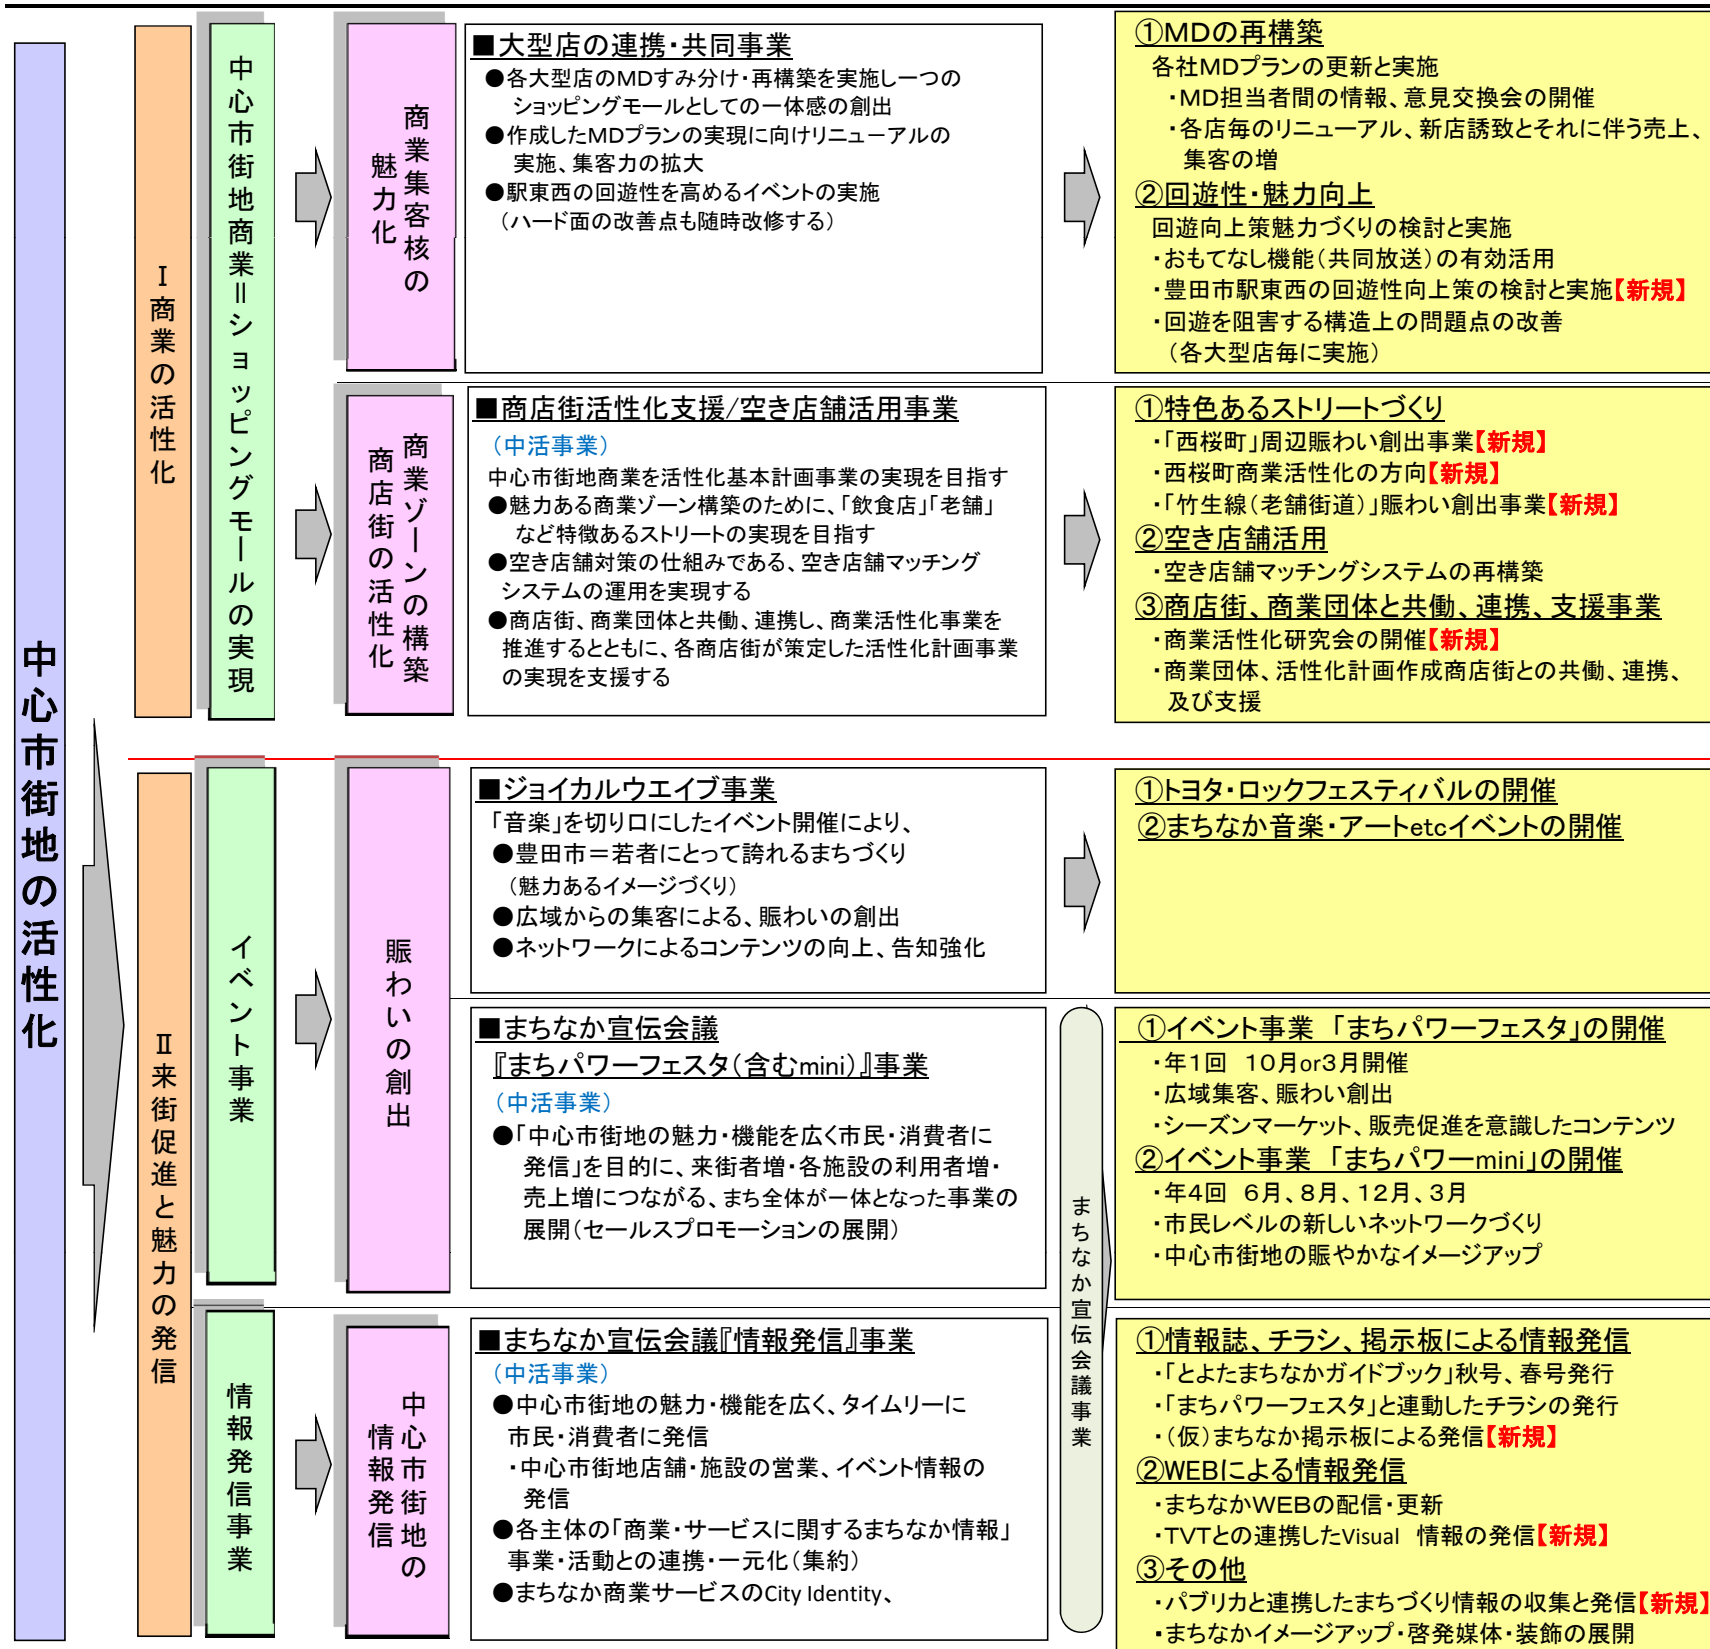 中心市街地の活性化
Ⅰ商業の活性化
中心市街地商業＝ショッピングモールの実現
商業集客核の
魅力化
■大型店の連携・共同事業
●各大型店のMDすみ分け・再構築を実施し一つの
ショッピングモールとしての一体感の創出
●作成したMDプランの実現に向けリニューアルの
実施、集客力の拡大
●駅東西の回遊性を高めるイベントの実施
（ハード面の改善点も随時改修する）
①MDの再構築
各社MDプランの更新と実施
・MD担当者間の情報、意見交換会の開催
・各店毎のリニューアル、新店誘致とそれに伴う売上、
集客の増
②回遊性・魅力向上
回遊向上策魅力づくりの検討と実施
・おもてなし機能（共同放送）の有効活用
・豊田市駅東西の回遊性向上策の検討と実施【新規】
・回遊を阻害する構造上の問題点の改善
（各大型店毎に実施）
商業ゾーンの構築
商店街の活性化
■商店街活性化支援/空き店舗活用事業
（中活事業）
中心市街地商業を活性化基本計画事業の実現を目指す
●魅力ある商業ゾーン構築のために、「飲食店」「老舗」
など特徴あるストリートの実現を目指す
●空き店舗対策の仕組みである、空き店舗マッチング
システムの運用を実現する
●商店街、商業団体と共働、連携し、商業活性化事業を
推進するとともに、各商店街が策定した活性化計画事業
の実現を支援する
①特色あるストリートづくり
・「西桜町」周辺賑わい創出事業【新規】
・西桜町商業活性化の方向【新規】
・「竹生線（老舗街道）」賑わい創出事業【新規】
②空き店舗活用
・空き店舗マッチングシステムの再構築
③商店街、商業団体と共働、連携、支援事業
・商業活性化研究会の開催【新規】
・商業団体、活性化計画作成商店街との共働、連携、
及び支援
Ⅱ来街促進と魅力の発信
イベント事業
賑わいの創出
■ジョイカルウエイブ事業
「音楽」を切り口にしたイベント開催により、
●豊田市＝若者にとって誇れるまちづくり
（魅力あるイメージづくり）
●広域からの集客による、賑わいの創出
●ネットワークによるコンテンツの向上、告知強化
①トヨタ・ロックフェスティバルの開催
②まちなか音楽・アートetcイベントの開催
■まちなか宣伝会議
『まちパワーフェスタ（含むmini）』事業
（中活事業）
●「中心市街地の魅力・機能を広く市民・消費者に
発信」を目的に、来街者増・各施設の利用者増・
売上増につながる、まち全体が一体となった事業の
展開（セールスプロモーションの展開）
まちなか宣伝会議事業
①イベント事業　「まちパワーフェスタ」の開催
・年1回　10月or3月開催
・広域集客、賑わい創出
・シーズンマーケット、販売促進を意識したコンテンツ
②イベント事業　「まちパワーmini」の開催
・年4回　6月、8月、12月、3月
・市民レベルの新しいネットワークづくり
・中心市街地の賑やかなイメージアップ
情報発信事業
中心市街地の
情報発信
■まちなか宣伝会議『情報発信』事業
（中活事業）
●中心市街地の魅力・機能を広く、タイムリーに
市民・消費者に発信
・中心市街地店舗・施設の営業、イベント情報の
発信
●各主体の「商業・サービスに関するまちなか情報」
事業・活動との連携・一元化（集約）
●まちなか商業サービスのCity Identity、
①情報誌、チラシ、掲示板による情報発信
・「とよたまちなかガイドブック」秋号、春号発行
・「まちパワーフェスタ」と連動したチラシの発行
・（仮）まちなか掲示板による発信【新規】
②WEBによる情報発信
・まちなかWEBの配信・更新
・TVTとの連携したVisual　情報の発信【新規】
③その他
・パブリカと連携したまちづくり情報の収集と発信【新規】
・まちなかイメージアップ・啓発媒体・装飾の展開